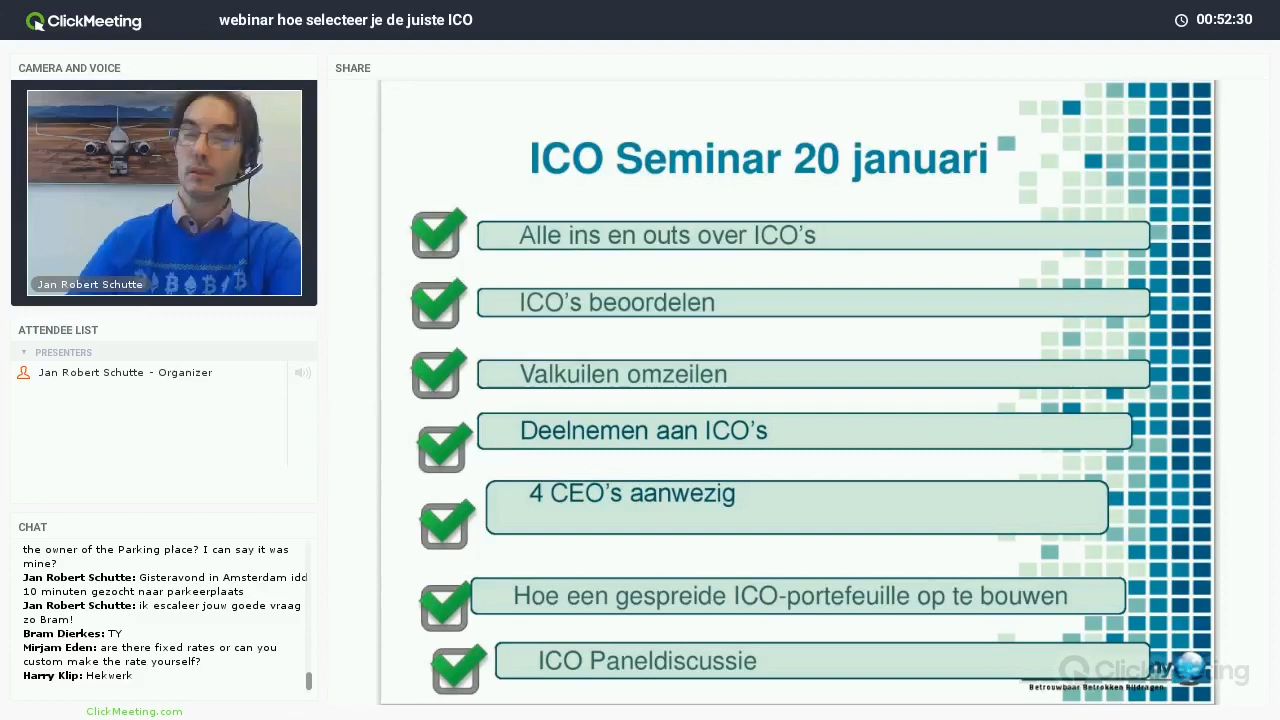 ClickMeeting
webinar hoe selecteer je de juiste ICO
00:52:30
CAMERA AND VOICE
Jan Robert Schutte
ATTENDEE LIST
PRESENTERS
Jan Robert Schutte - Organizer
CHAT
the owner of the Parking place? I can say it was
mine?
Jan Robert Schutte: Gisteravond in Amsterdam idd
10 minuten gezocht naar parkeerplaats
Jan Robert Schutte: ik escaleer jouw goede vraag
zo Bram!
Bram Dierkes: TY
Mirjam Eden: are there fixed rates or can you
custom make the rate yourself?
Harry Klip: Hekwerk
ClickMeeting.com
SHARE
ICO Seminar 20 januari
Alle ins en outs over ICO's
ICO's beoordelen
Valkuilen omzeilen
Deelnemen aan ICO's
4 CEO's aanwezig
Hoe een gespreide ICO-portefeuille op te bouwen
ICO Paneldiscussie
ClickMeeting
Betrouwbaar Betrokken Bijdragen